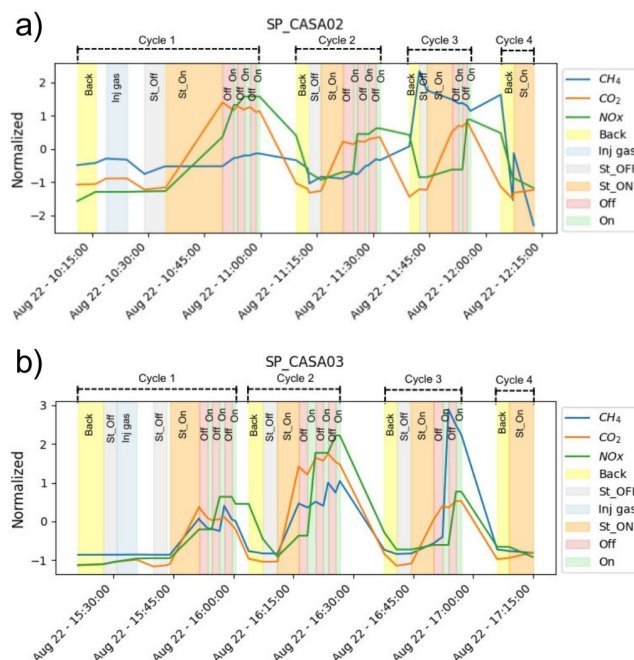 a)
SP_CASA02
Cycle 1 Cycle 2 Cycle 3 Cycle 4
Back Inj gas St_Off St_On Off On Off On Off On Back St_Off St_On Off On Off On Off On Back St_Off St_On Off On Off On Back St_On
Normalized
2
1
0
−1
−2
CH4
CO2
NOx
Back
Inj gas
St_OFF
St_ON
Off
On
Aug 22 - 10:15:00 Aug 22 - 10:30:00 Aug 22 - 10:45:00 Aug 22 - 11:00:00 Aug 22 - 11:15:00 Aug 22 - 11:30:00 Aug 22 - 11:45:00 Aug 22 - 12:00:00 Aug 22 - 12:15:00
b)
SP_CASA03
Cycle 1 Cycle 2 Cycle 3 Cycle 4
Back St_Off Inj gas St_Off St_On Off On Off On Off On Back St_Off St_On Off On Off On Off On Back St_Off St_On Off On Off On Back St_On
Normalized
3
2
1
0
−1
CH4
CO2
NOx
Back
St_OFF
Inj gas
St_ON
Off
On
Aug 22 - 15:30:00 Aug 22 - 15:45:00 Aug 22 - 16:00:00 Aug 22 - 16:15:00 Aug 22 - 16:30:00 Aug 22 - 16:45:00 Aug 22 - 17:00:00 Aug 22 - 17:15:00